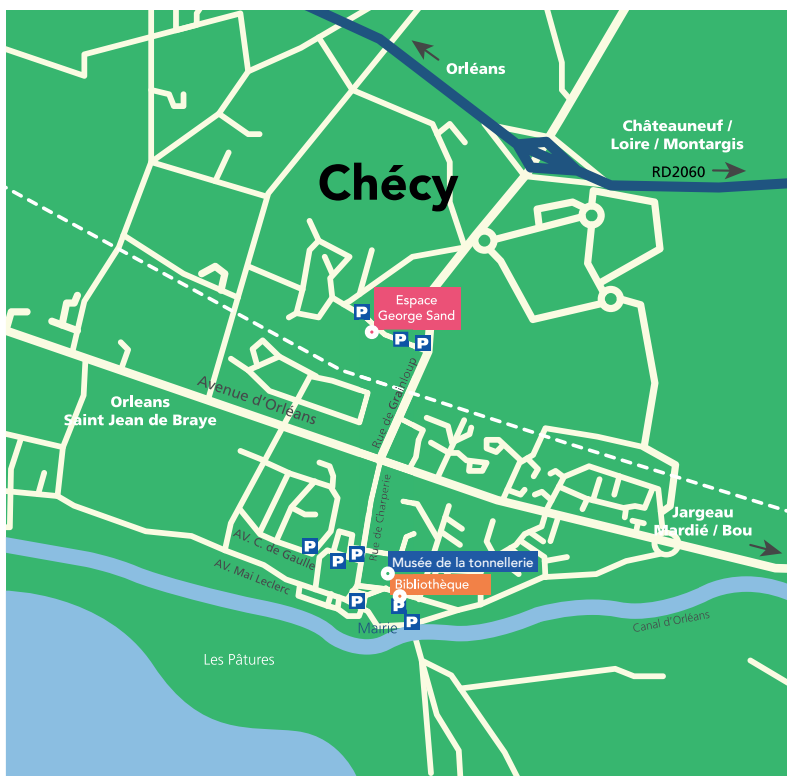 Orléans
Châteauneuf /
Loire / Montargis
RD2060
Chécy
Espace
George Sand
P
P
P
Rue de Grainloup
Avenue d'Orléans
Orleans
Saint Jean de Braye
Rue de Charperie
Jargeau
Mardié / Bou
AV. C. de Gaulle
P
P
P
Musée de la tonnellerie
AV. Mal Leclerc
Bibliothèque
P
P
P
Mairie
Canal d'Orléans
Les Pâtures